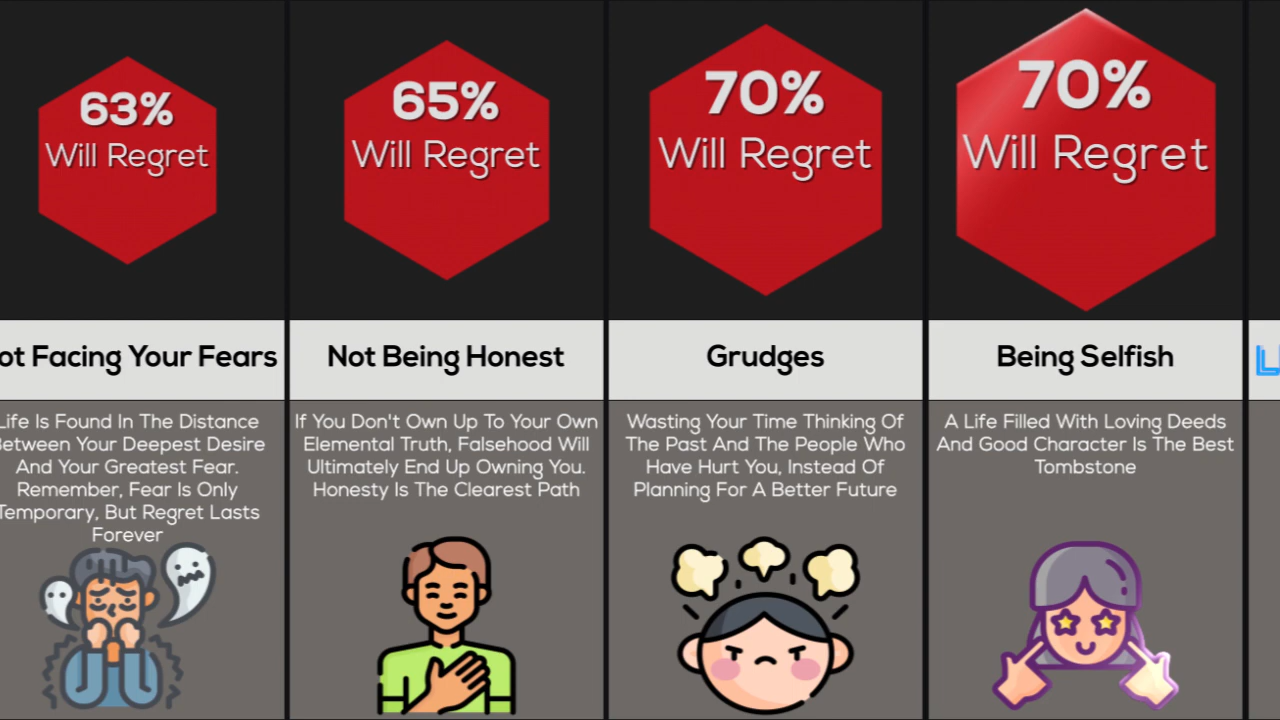 63%
Will Regret
ot Facing Your Fears
Life Is Found In The Distance
Between Your Deepest Desire
And Your Greatest Fear.
Remember, Fear Is Only
Temporary, But Regret Lasts
Forever
65%
Will Regret
Not Being Honest
If You Don't Own Up To Your Own
Elemental Truth, Falsehood Will
Ultimately End Up Owning You.
Honesty Is The Clearest Path
70%
Will Regret
Grudges
Wasting Your Time Thinking Of
The Past And The People Who
Have Hurt You, Instead Of
Planning For A Better Future
70%
Will Regret
Being Selfish
A Life Filled With Loving Deeds
And Good Character Is The Best
Tombstone